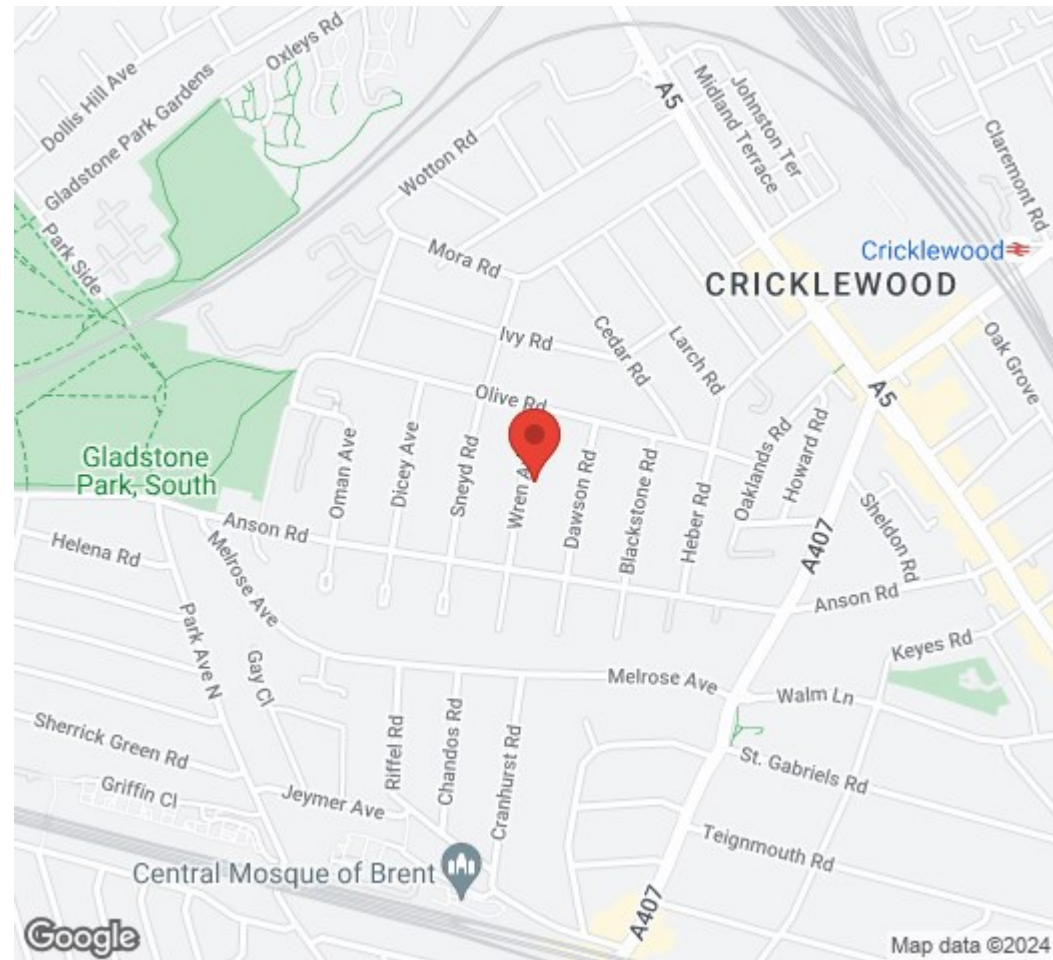 Oxleys Rd
Dollis Hill Ave
Gladstone Park Gardens
A5
Johnston Ter
Midland Terrace
Claremont Rd
Wotton Rd
Park Side
Mora Rd
Cricklewood
CRICKLEWOOD
Ivy Rd
Cedar Rd
Larch Rd
Oak Grove
A5
Olive Rd
Gladstone
Park, South
Oman Ave
Dicey Ave
Sneyd Rd
Wren
Dawson Rd
Blackstone Rd
Heber Rd
Oaklands Rd
Howard Rd
Sheldon Rd
Anson Rd
A407
Helena Rd
Melrose Ave
Anson Rd
Park Ave N
Gay Cl
Keyes Rd
Melrose Ave
Walm Ln
Sherrick Green Rd
Riffel Rd
Chandos Rd
Cranhurst Rd
St. Gabriels Rd
Griffin Cl
Jeymer Ave
Teignmouth Rd
Central Mosque of Brent
A407
Google
Map data ©2024